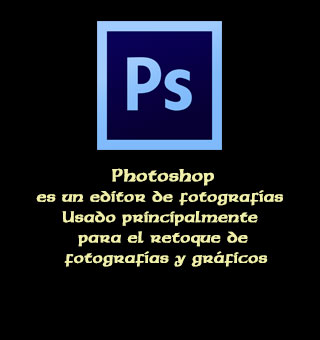 Ps
Photoshop
es un editor de fotografías
Usado principalmente
para el retoque de
fotografías y gráficos